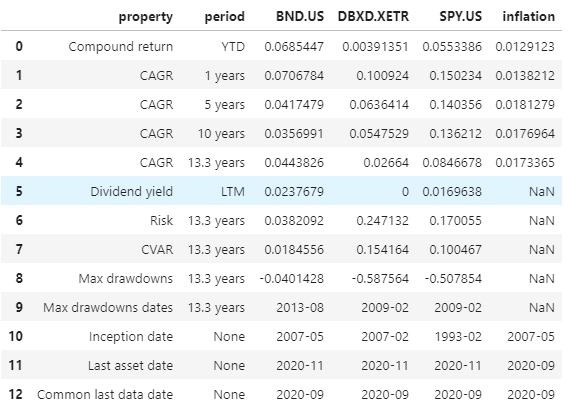 property period BND.US DBXD.XETR SPY.US inflation
0 Compound return YTD 0.0685447 0.00391351 0.0553386 0.0129123
1 CAGR 1 years 0.0706784 0.100924 0.150234 0.0138212
2 CAGR 5 years 0.0417479 0.0636414 0.140356 0.0181279
3 CAGR 10 years 0.0356991 0.0547529 0.136212 0.0176964
4 CAGR 13.3 years 0.0443826 0.02664 0.0846678 0.0173365
5 Dividend yield LTM 0.0237679 0 0.0169638 NaN
6 Risk 13.3 years 0.0382092 0.247132 0.170055 NaN
7 CVAR 13.3 years 0.0184556 0.154164 0.100467 NaN
8 Max drawdowns 13.3 years -0.0401428 -0.587564 -0.507854 NaN
9 Max drawdowns dates 13.3 years 2013-08 2009-02 2009-02 NaN
10 Inception date None 2007-05 2007-02 1993-02 2007-05
11 Last asset date None 2020-11 2020-11 2020-11 2020-09
12 Common last data date None 2020-09 2020-09 2020-09 2020-09